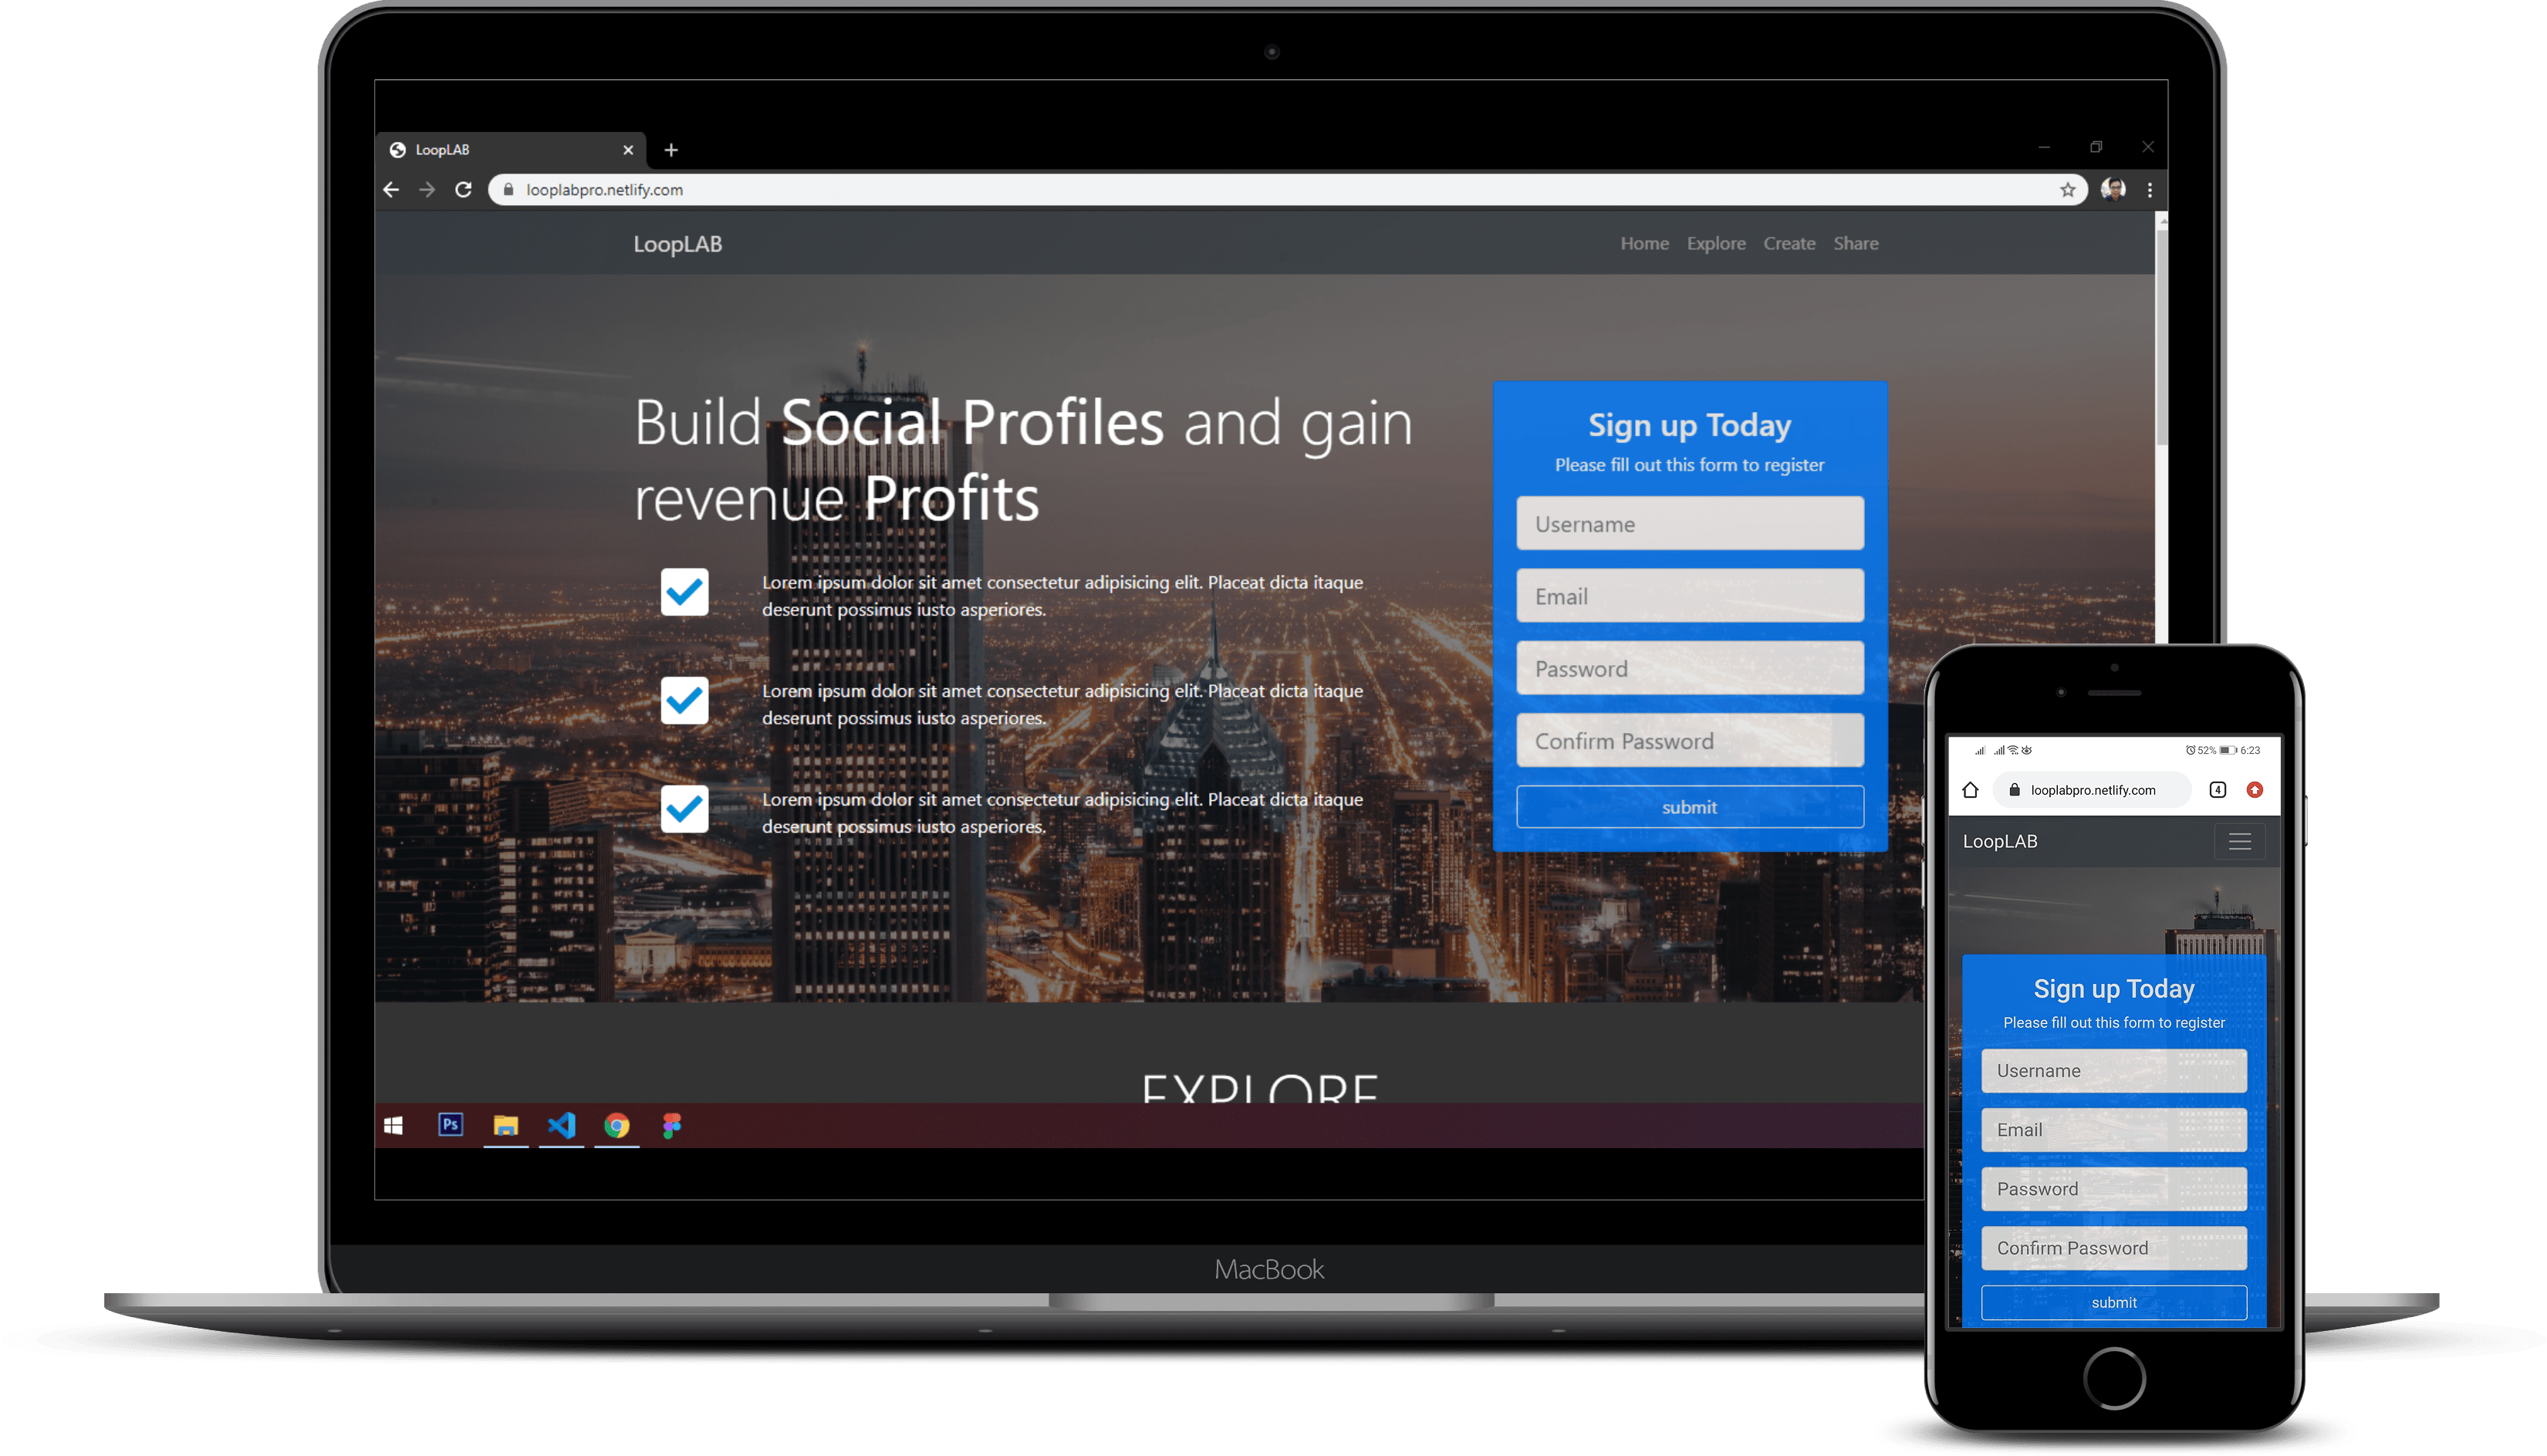 LoopLAB
looplabpro.netlify.com
LoopLAB
Home Explore Create Share
Build Social Profiles and gain
revenue Profits
Lorem ipsum dolor sit amet consectetur adipisicing elit. Placeat dicta itaque
deserunt possimus iusto asperiores.
Lorem ipsum dolor sit amet consectetur adipisicing elit. Placeat dicta itaque
deserunt possimus iusto asperiores.
Lorem ipsum dolor sit amet consectetur adipisicing elit. Placeat dicta itaque
deserunt possimus iusto asperiores.
Sign up Today
Please fill out this form to register
Username
Email
Password
Confirm Password
submit
EXPLORE
Ps
MacBook
52% 6:23
looplabpro.netlify.com
4
LoopLAB
Sign up Today
Please fill out this form to register
Username
Email
Password
Confirm Password
submit